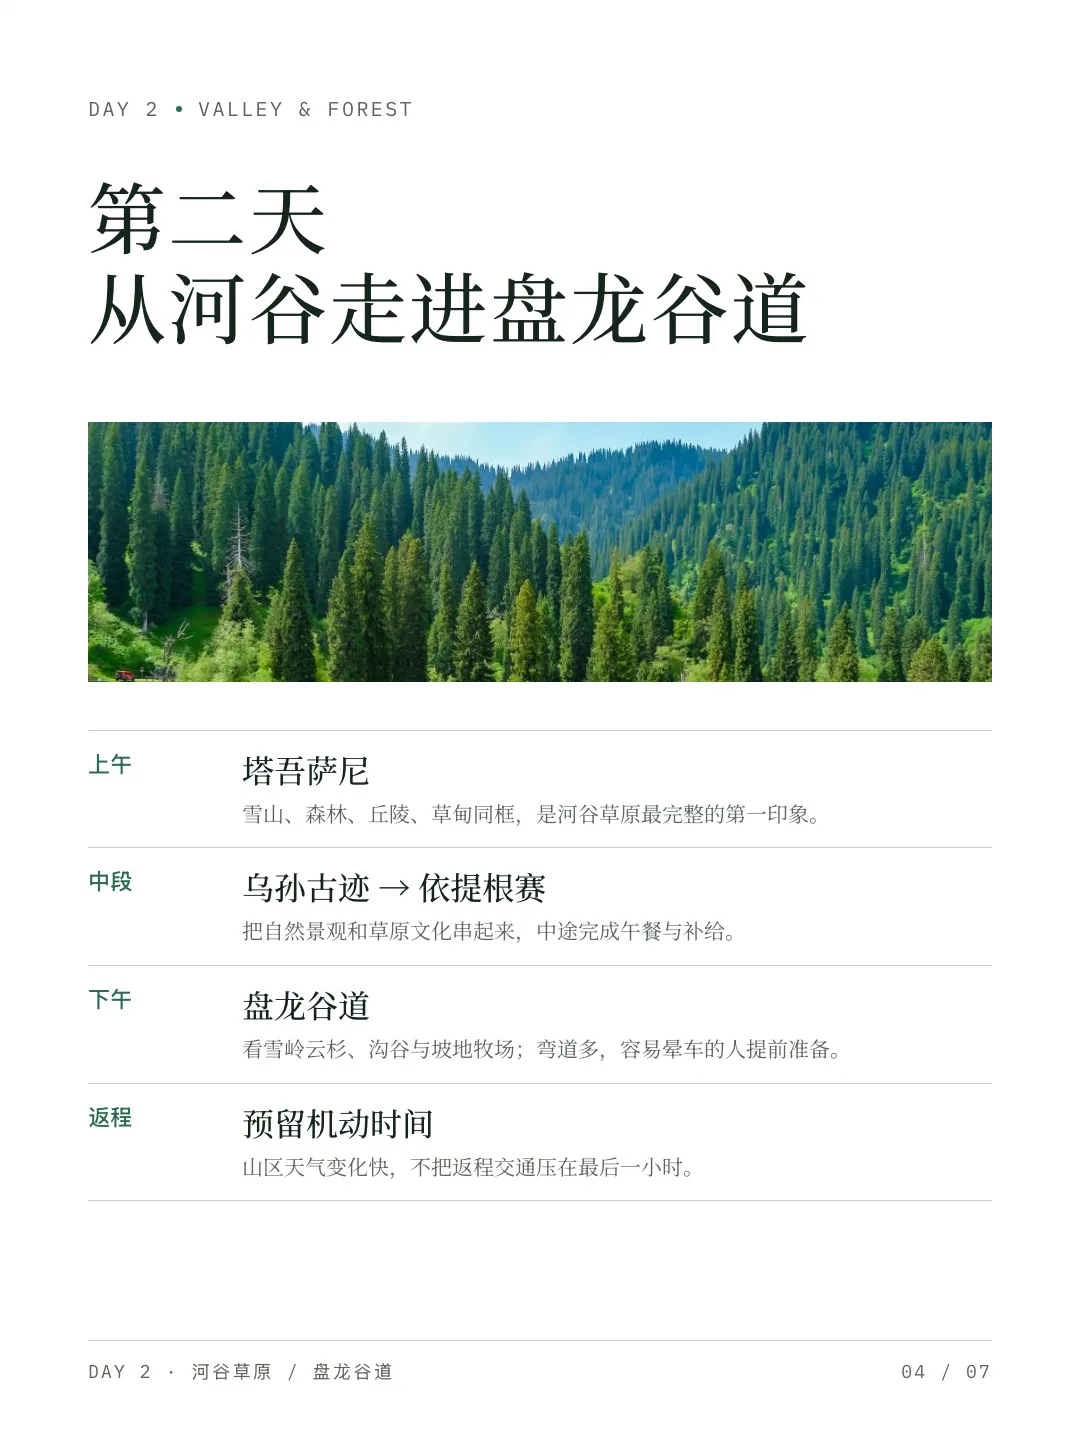 DAY 2 • VALLEY & FOREST
第二天
从河谷走进盘龙谷道
上午
塔吾萨尼
雪山、森林、丘陵、草甸同框，是河谷草原最完整的第一印象。
中段
乌孙古迹 → 依提根赛
把自然景观和草原文化串起来，中途完成午餐与补给。
下午
盘龙谷道
看雪岭云杉、沟谷与坡地牧场；弯道多，容易晕车的人提前准备。
返程
预留机动时间
山区天气变化快，不把返程交通压在最后一小时。
DAY 2 · 河谷草原 / 盘龙谷道
04 / 07